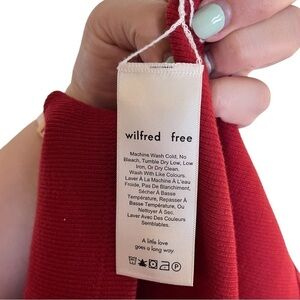 wilfred free
Machine Wash Cold, No
Bleach, Tumble Dry Low, Low
Iron, Or Dry Clean.
Wash With Like Colours.
Laver À La Machine À L'eau
Froide, Pas De Blanchiment,
Sécher À Basse
Température, Repasser À
Basse Température, Ou
Nettoyer À Sec.
Laver Avec Des Couleurs
Semblables.
A little love
goes a long way.